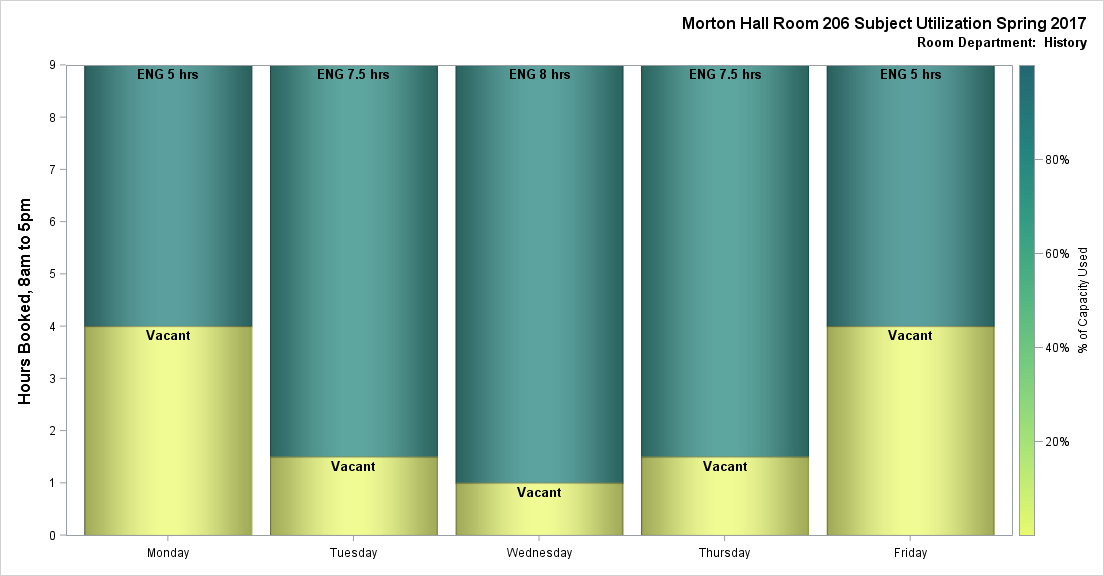 Morton Hall Room 206 Subject Utilization Spring 2017
Room Department:  History
Hours Booked, 8am to 5pm
9
8
7
6
5
4
3
2
1
0
ENG 5 hrs
ENG 7.5 hrs
ENG 8 hrs
ENG 7.5 hrs
ENG 5 hrs
Vacant
Vacant
Vacant
Vacant
Vacant
Monday
Tuesday
Wednesday
Thursday
Friday
80%
60%
40%
20%
% of Capacity Used